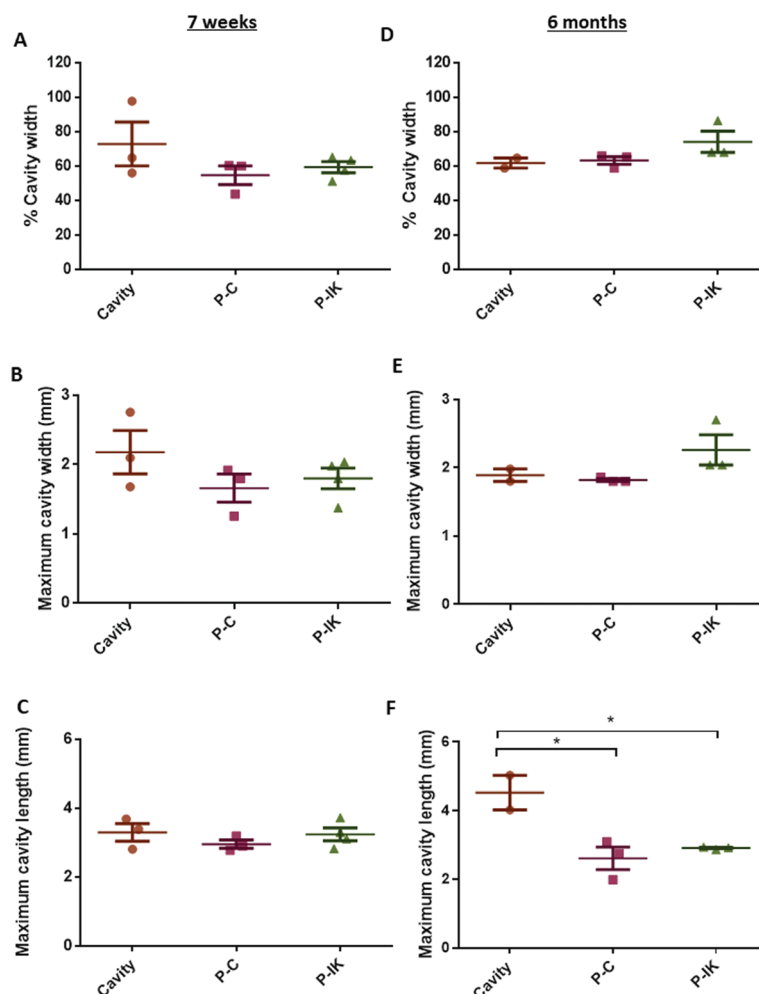 7 weeks
6 months
A
% Cavity width
120
100
80
60
40
20
0
Cavity
P-C
P-IK
D
% Cavity width
120
100
80
60
40
20
0
Cavity
P-C
P-IK
B
Maximum cavity width (mm)
3
2
1
0
Cavity
P-C
P-IK
E
Maximum cavity width (mm)
3
2
1
0
Cavity
P-C
P-IK
C
Maximum cavity length (mm)
6
4
2
0
Cavity
P-C
P-IK
F
Maximum cavity length (mm)
6
4
2
0
*
*
Cavity
P-C
P-IK